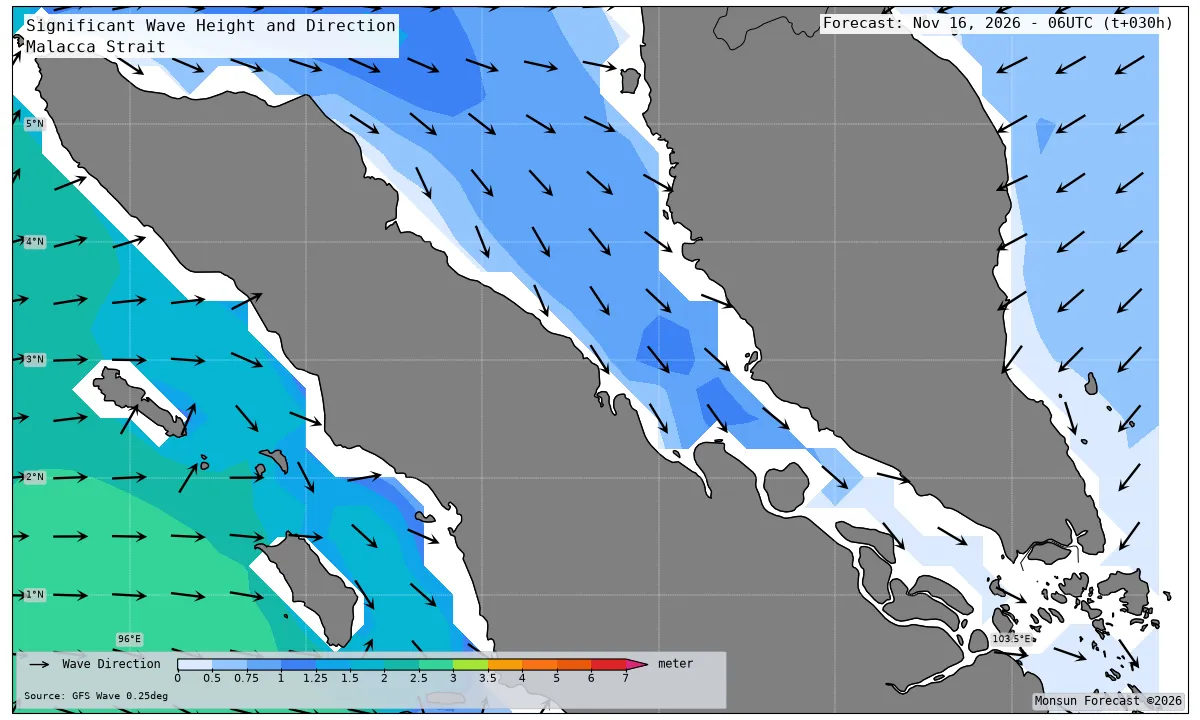 Significant Wave Height and Direction
Malacca Strait
Forecast: Nov 16, 2026 - 06UTC (t+030h)
5°N
4°N
3°N
2°N
1°N
96°E
103.5°E
Wave Direction
meter
0 0.5 0.75 1 1.25 1.5 2 2.5 3 3.5 4 5 6 7
Source: GFS Wave 0.25deg
Monsun Forecast ©2026